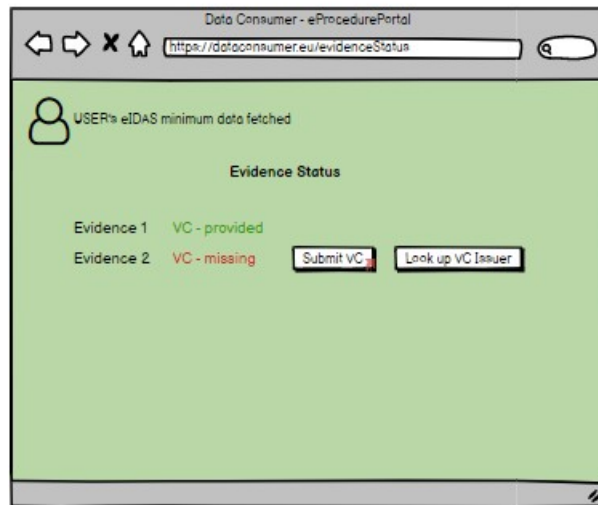 Data Consumer - eProcedurePortal
https://dataconsumer.eu/evidenceStatus
USER's eIDAS minimum data fetched
Evidence Status
Evidence 1 VC - provided
Evidence 2 VC - missing Submit VC Look up VC Issuer